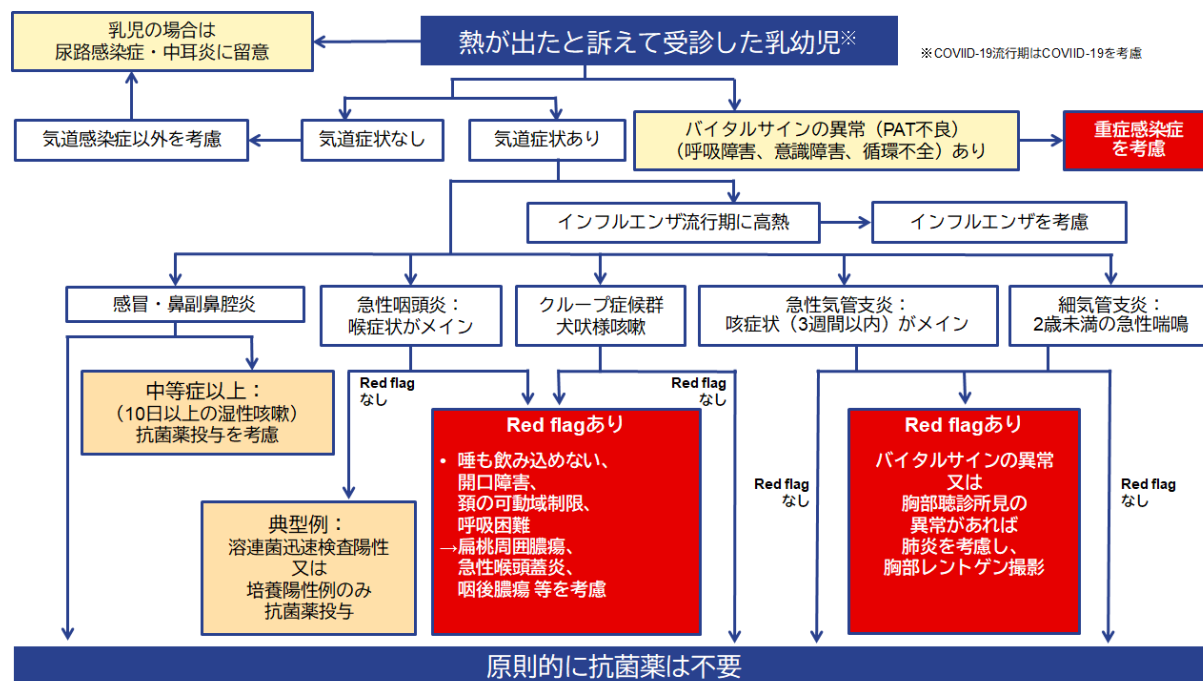 乳児の場合は
尿路感染症・中耳炎に留意
熱が出たと訴えて受診した乳幼児※
※COVIID-19流行期はCOVIID-19を考慮
気道感染症以外を考慮
気道症状なし
気道症状あり
バイタルサインの異常（PAT不良）
（呼吸障害、意識障害、循環不全）あり
重症感染症
を考慮
インフルエンザ流行期に高熱
インフルエンザを考慮
感冒・鼻副鼻腔炎
急性咽頭炎：
喉症状がメイン
クループ症候群
犬吠様咳嗽
急性気管支炎：
咳症状（3週間以内）がメイン
細気管支炎：
2歳未満の急性喘鳴
中等症以上：
（10日以上の湿性咳嗽）
抗菌薬投与を考慮
Red flag
なし
Red flag
なし
典型例：
溶連菌迅速検査陽性
又は
培養陽性例のみ
抗菌薬投与
Red flagあり
• 唾も飲み込めない、
開口障害、
頚の可動域制限、
呼吸困難
→扁桃周囲膿瘍、
急性喉頭蓋炎、
咽後膿瘍 等を考慮
Red flag
なし
Red flagあり
バイタルサインの異常
又は
胸部聴診所見の
異常があれば
肺炎を考慮し、
胸部レントゲン撮影
Red flag
なし
原則的に抗菌薬は不要